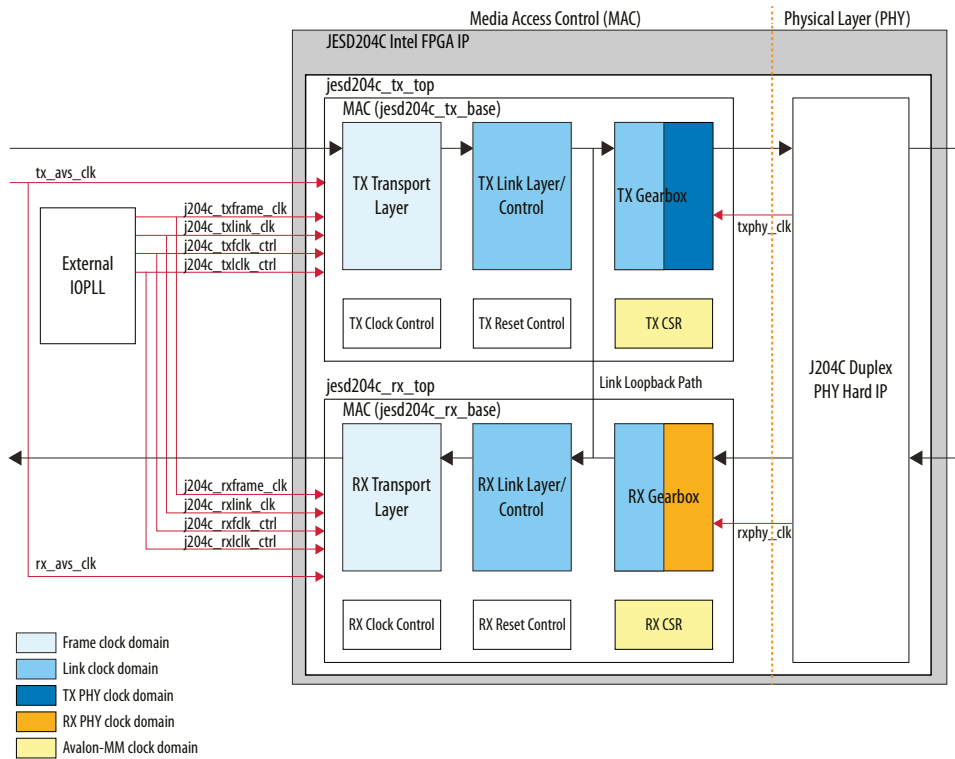 Media Access Control (MAC)
Physical Layer (PHY)
JESD204C Intel FPGA IP
jesd204c_tx_top
MAC (jesd204c_tx_base)
tx_avs_clk
TX Transport
Layer
TX Link Layer/
Control
TX Gearbox
j204c_txframe_clk
j204c_txlink_clk
j204c_txfclk_ctrl
j204c_txlclk_ctrl
txphy_clk
External
IOPLL
TX Clock Control
TX Reset Control
TX CSR
J204C Duplex
PHY Hard IP
Link Loopback Path
jesd204c_rx_top
MAC (jesd204c_rx_base)
RX Transport
Layer
RX Link Layer/
Control
RX Gearbox
j204c_rxframe_clk
j204c_rxlink_clk
j204c_rxfclk_ctrl
j204c_rxlclk_ctrl
rxphy_clk
rx_avs_clk
RX Clock Control
RX Reset Control
RX CSR
Frame clock domain
Link clock domain
TX PHY clock domain
RX PHY clock domain
Avalon-MM clock domain